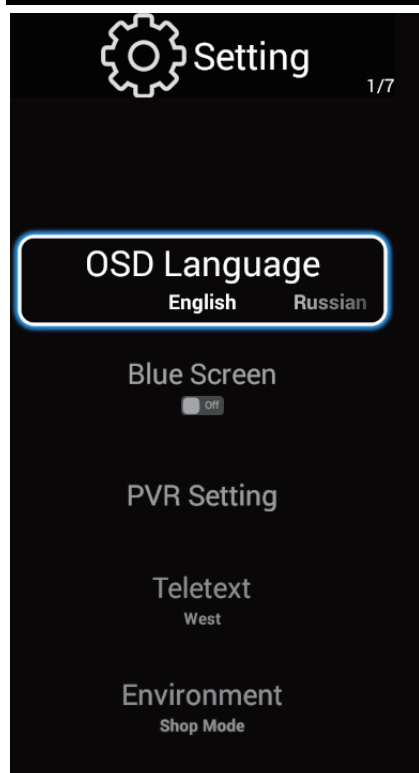 Setting
1/7
OSD Language
English Russian
Blue Screen
Off
PVR Setting
Teletext
West
Environment
Shop Mode